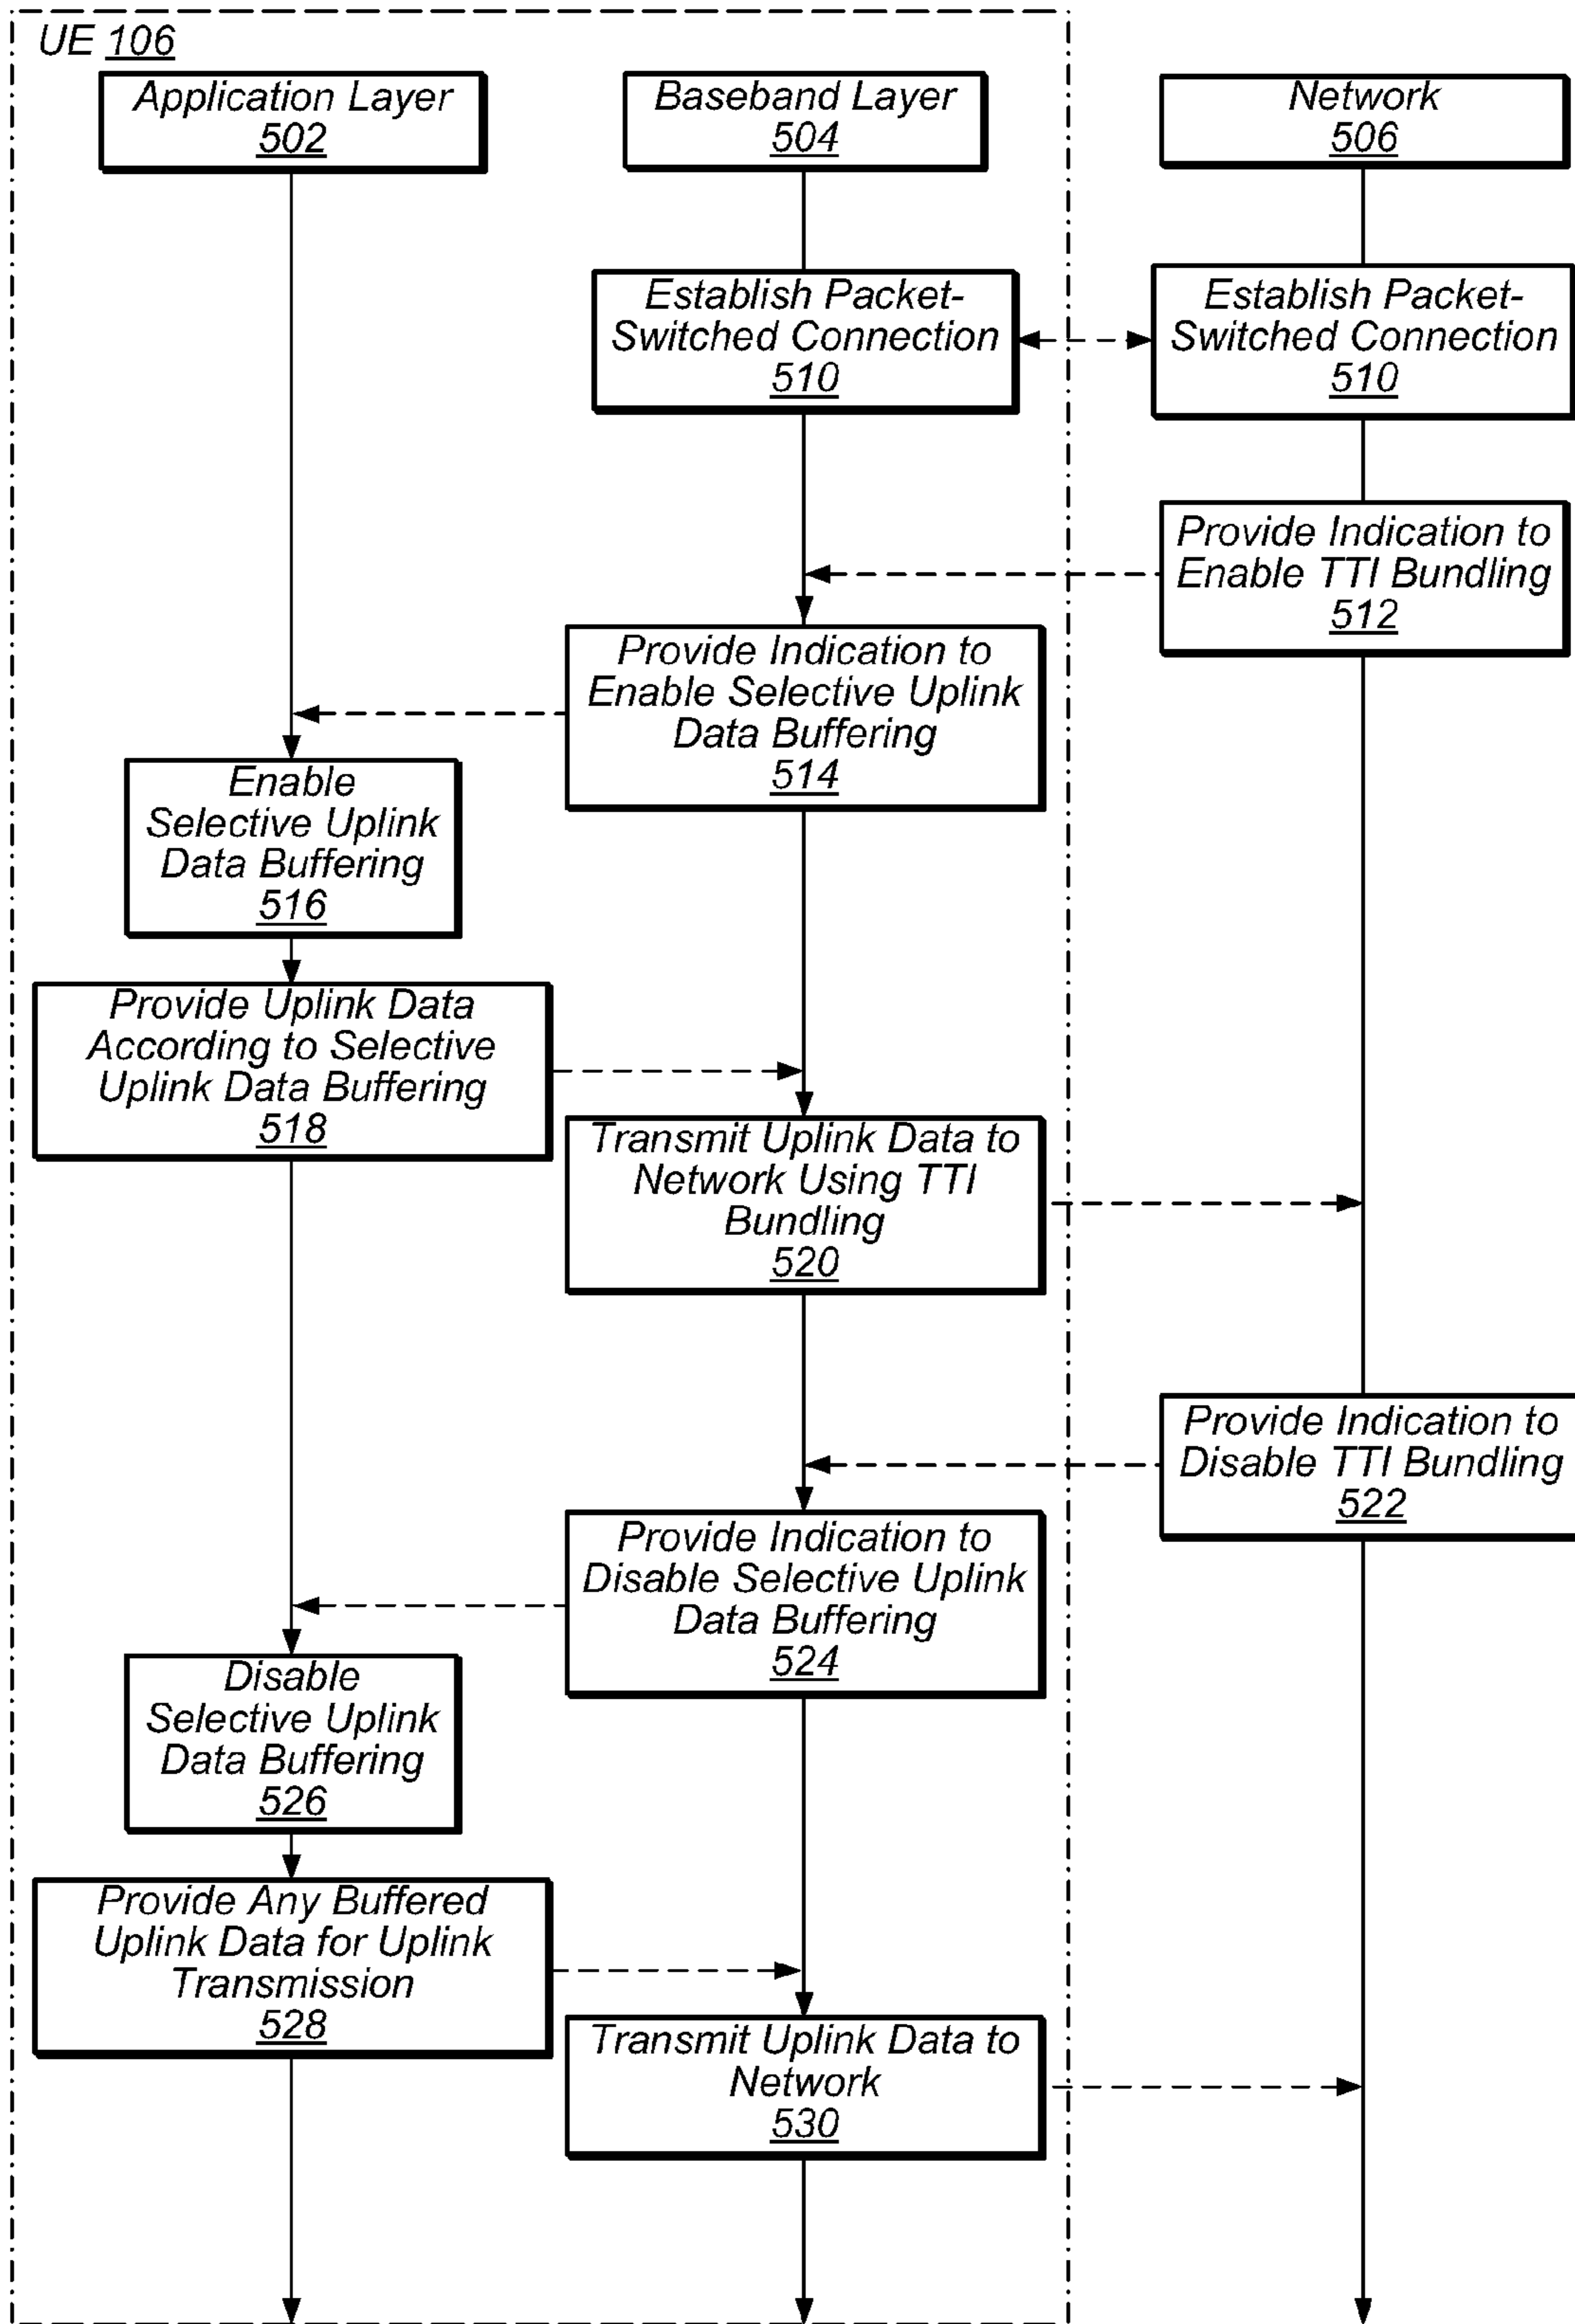 UE 106
Application Layer
502
Baseband Layer
504
Network
506
Establish Packet-
Switched Connection
510
Establish Packet-
Switched Connection
510
Provide Indication to
Enable TTI Bundling
512
Provide Indication to
Enable Selective Uplink
Data Buffering
514
Enable
Selective Uplink
Data Buffering
516
Provide Uplink Data
According to Selective
Uplink Data Buffering
518
Transmit Uplink Data to
Network Using TTI
Bundling
520
Provide Indication to
Disable TTI Bundling
522
Provide Indication to
Disable Selective Uplink
Data Buffering
524
Disable
Selective Uplink
Data Buffering
526
Provide Any Buffered
Uplink Data for Uplink
Transmission
528
Transmit Uplink Data to
Network
530